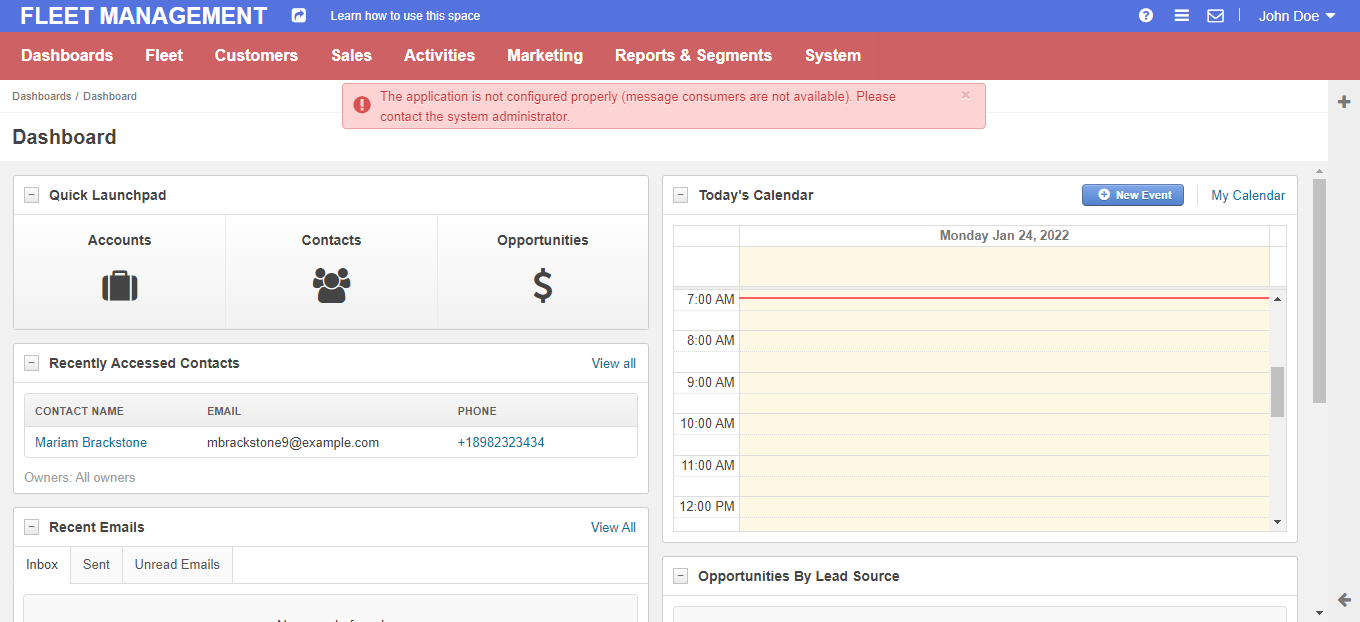 FLEET MANAGEMENT
Learn how to use this space
John Doe
Dashboards
Fleet
Customers
Sales
Activities
Marketing
Reports & Segments
System
Dashboards / Dashboard
The application is not configured properly (message consumers are not available). Please
contact the system administrator.
×
Dashboard
Quick Launchpad
Accounts
Contacts
Opportunities
Recently Accessed Contacts
View all
CONTACT NAME
EMAIL
PHONE
Mariam Brackstone
mbrackstone9@example.com
+18982323434
Owners: All owners
Recent Emails
View All
Inbox
Sent
Unread Emails
Today's Calendar
New Event
My Calendar
Monday Jan 24, 2022
7:00 AM
8:00 AM
9:00 AM
10:00 AM
11:00 AM
12:00 PM
Opportunities By Lead Source